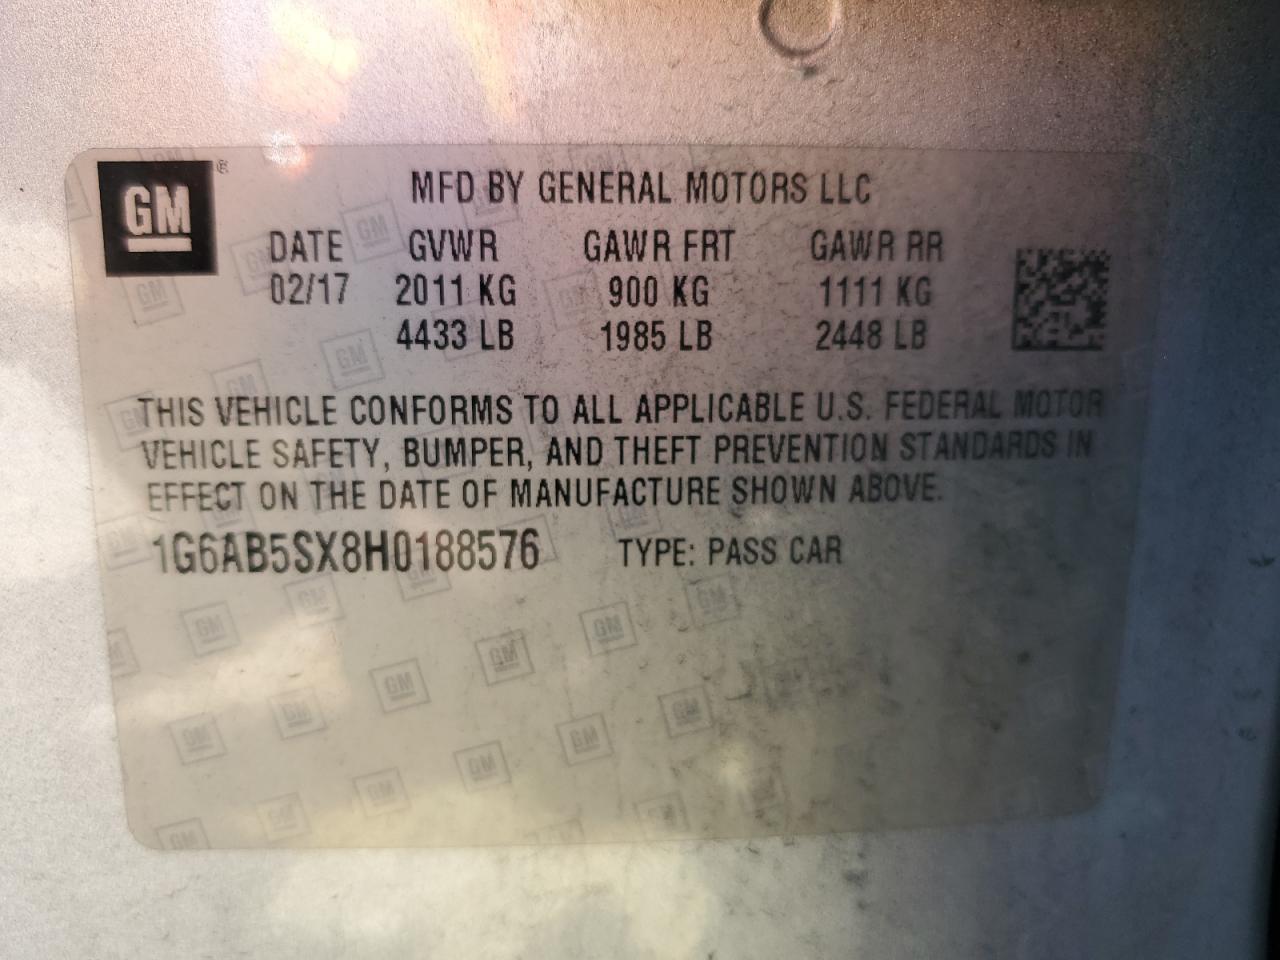 GM ®
MFD BY GENERAL MOTORS LLC
DATE GVWR GAWR FRT GAWR RR
02/17 2011 KG 900 KG 1111 KG
4433 LB 1985 LB 2448 LB
THIS VEHICLE CONFORMS TO ALL APPLICABLE U.S. FEDERAL MOTOR
VEHICLE SAFETY, BUMPER, AND THEFT PREVENTION STANDARDS IN
EFFECT ON THE DATE OF MANUFACTURE SHOWN ABOVE.
1G6AB5SX8H0188576 TYPE: PASS CAR